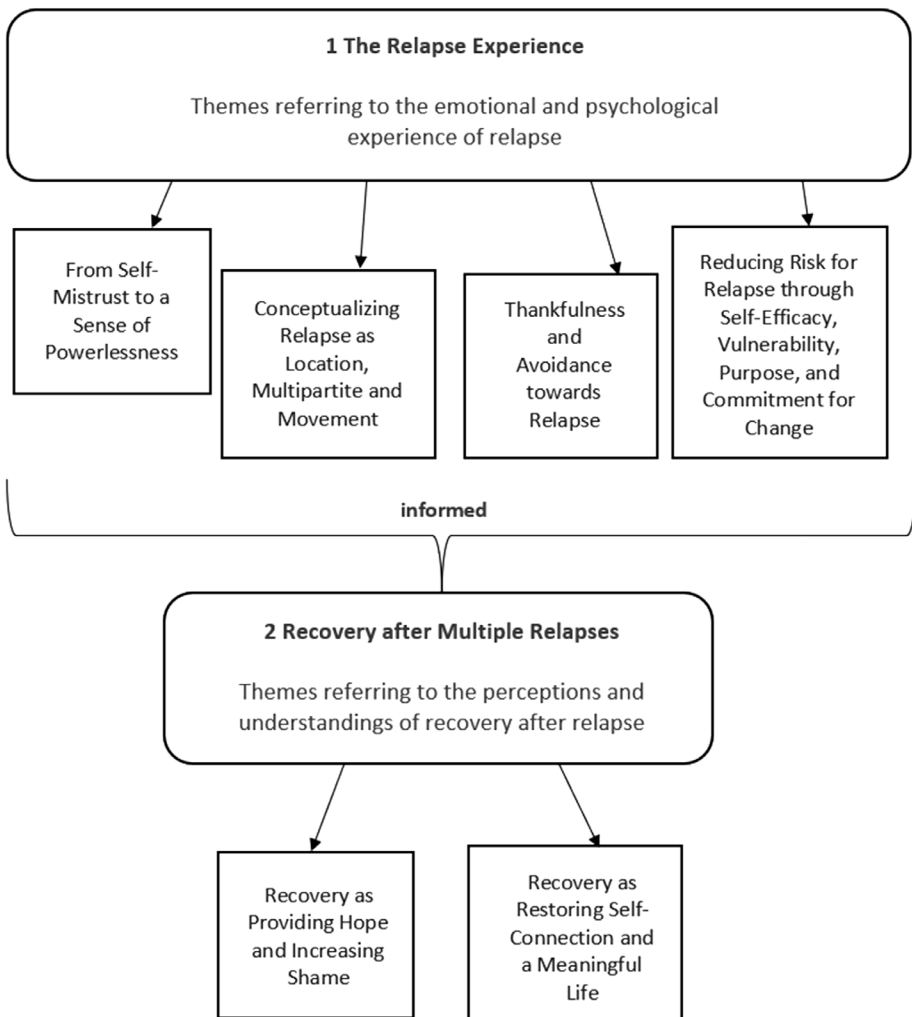 1 The Relapse Experience
Themes referring to the emotional and psychological
experience of relapse
From Self-
Mistrust to a
Sense of
Powerlessness
Conceptualizing
Relapse as
Location,
Multipartite and
Movement
Thankfulness
and
Avoidance
towards
Relapse
Reducing Risk for
Relapse through
Self-Efficacy,
Vulnerability,
Purpose, and
Commitment for
Change
informed
2 Recovery after Multiple Relapses
Themes referring to the perceptions and
understandings of recovery after relapse
Recovery as
Providing Hope
and Increasing
Shame
Recovery as
Restoring Self-
Connection and
a Meaningful
Life